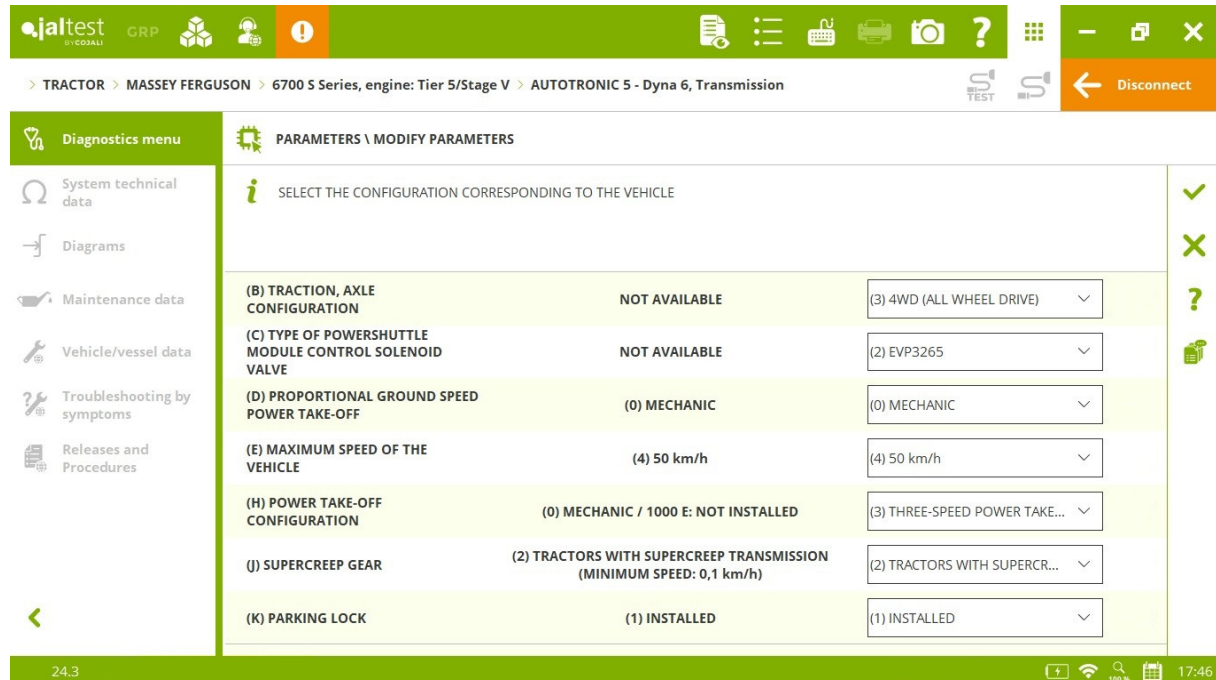 jaltest
BY COJALI
GRP
> TRACTOR > MASSEY FERGUSON > 6700 S Series, engine: Tier 5/Stage V > AUTOTRONIC 5 - Dyna 6, Transmission
TEST
Disconnect
Diagnostics menu
System technical
data
Diagrams
Maintenance data
Vehicle/vessel data
Troubleshooting by
symptoms
Releases and
Procedures
PARAMETERS \ MODIFY PARAMETERS
SELECT THE CONFIGURATION CORRESPONDING TO THE VEHICLE
(B) TRACTION, AXLE
CONFIGURATION
NOT AVAILABLE
(3) 4WD (ALL WHEEL DRIVE)
(C) TYPE OF POWERSHUTTLE
MODULE CONTROL SOLENOID
VALVE
NOT AVAILABLE
(2) EVP3265
(D) PROPORTIONAL GROUND SPEED
POWER TAKE-OFF
(0) MECHANIC
(0) MECHANIC
(E) MAXIMUM SPEED OF THE
VEHICLE
(4) 50 km/h
(4) 50 km/h
(H) POWER TAKE-OFF
CONFIGURATION
(0) MECHANIC / 1000 E: NOT INSTALLED
(3) THREE-SPEED POWER TAKE...
(J) SUPERCREEP GEAR
(2) TRACTORS WITH SUPERCREEP TRANSMISSION
(MINIMUM SPEED: 0,1 km/h)
(2) TRACTORS WITH SUPERCR...
(K) PARKING LOCK
(1) INSTALLED
(1) INSTALLED
24.3
100 %
17:46